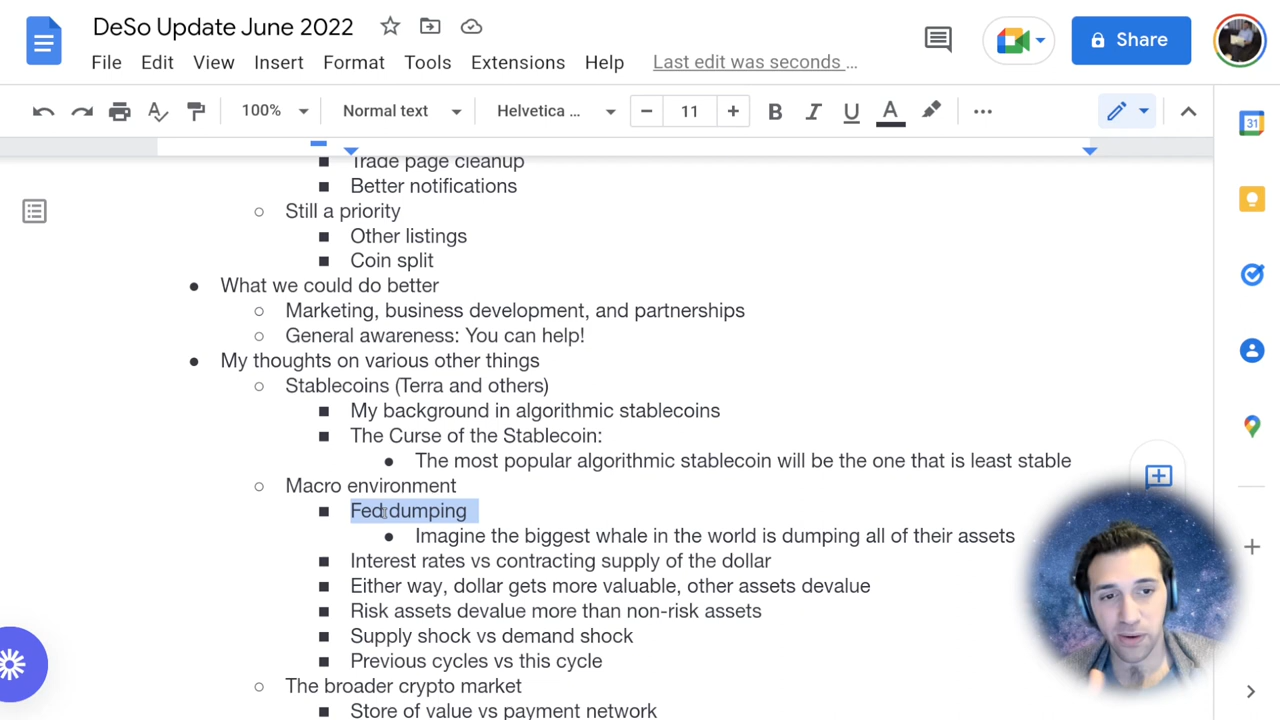 DeSo Update June 2022
File Edit View Insert Format Tools Extensions Help Last edit was seconds ...
Share
100% Normal text Helvetica ... 11 B I U A
31
Trade page cleanup
Better notifications
Still a priority
Other listings
Coin split
What we could do better
Marketing, business development, and partnerships
General awareness: You can help!
My thoughts on various other things
Stablecoins (Terra and others)
My background in algorithmic stablecoins
The Curse of the Stablecoin:
The most popular algorithmic stablecoin will be the one that is least stable
Macro environment
Fed dumping
Imagine the biggest whale in the world is dumping all of their assets
Interest rates vs contracting supply of the dollar
Either way, dollar gets more valuable, other assets devalue
Risk assets devalue more than non-risk assets
Supply shock vs demand shock
Previous cycles vs this cycle
The broader crypto market
Store of value vs payment network